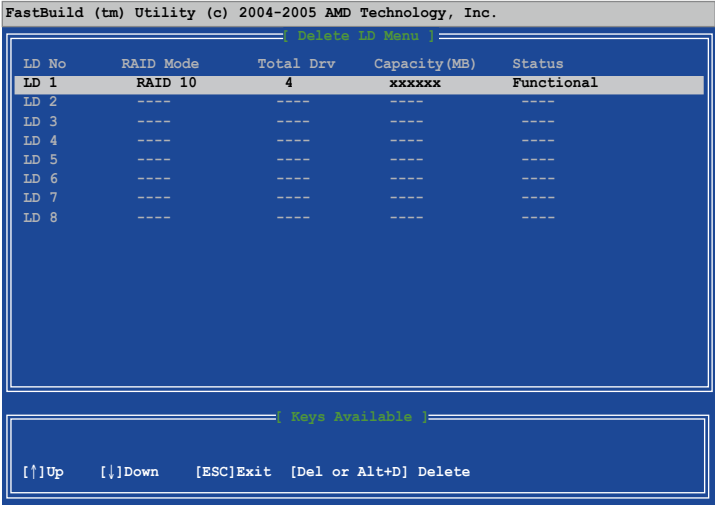 FastBuild (tm) Utility (c) 2004-2005 AMD Technology, Inc.
[ Delete LD Menu ]
LD No RAID Mode Total Drv Capacity(MB) Status
LD 1 RAID 10 4 xxxxxx Functional
LD 2 ---- ---- ---- ----
LD 3 ---- ---- ---- ----
LD 4 ---- ---- ---- ----
LD 5 ---- ---- ---- ----
LD 6 ---- ---- ---- ----
LD 7 ---- ---- ---- ----
LD 8 ---- ---- ---- ----
[ Keys Available ]
[↑]Up [↓]Down [ESC]Exit [Del or Alt+D] Delete